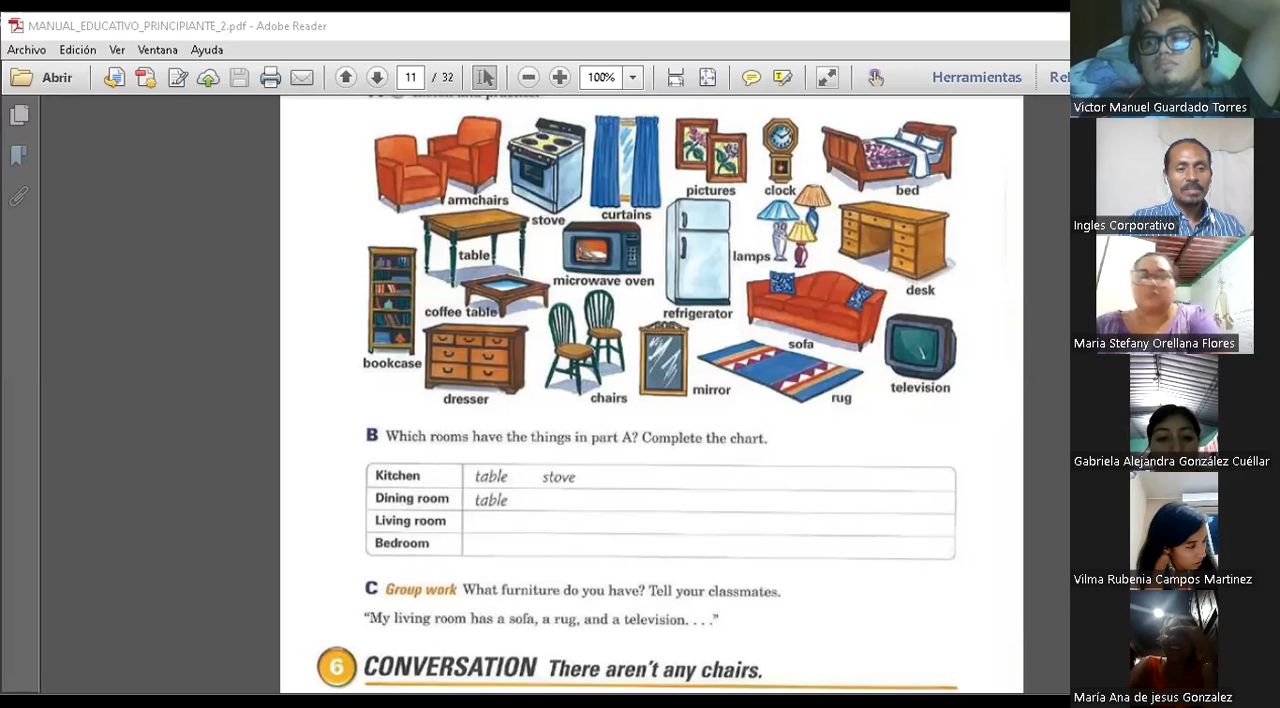 MANUAL_EDUCATIVO_PRINCIPIANTE_2.pdf - Adobe Reader
Archivo Edición Ver Ventana Ayuda
Abrir 11 / 32 100% Herramientas
armchairs
stove
curtains
pictures
clock
bed
table
microwave oven
lamps
desk
coffee table
refrigerator
sofa
bookcase
dresser
chairs
mirror
rug
television
B Which rooms have the things in part A? Complete the chart.
Kitchen table stove
Dining room table
Living room
Bedroom
C Group work What furniture do you have? Tell your classmates.
"My living room has a sofa, a rug, and a television. . . ."
6 CONVERSATION There aren't any chairs.
Victor Manuel Guardado Torres
Ingles Corporativo
Maria Stefany Orellana Flores
Gabriela Alejandra González Cuéllar
Vilma Rubenia Campos Martinez
María Ana de jesus Gonzalez